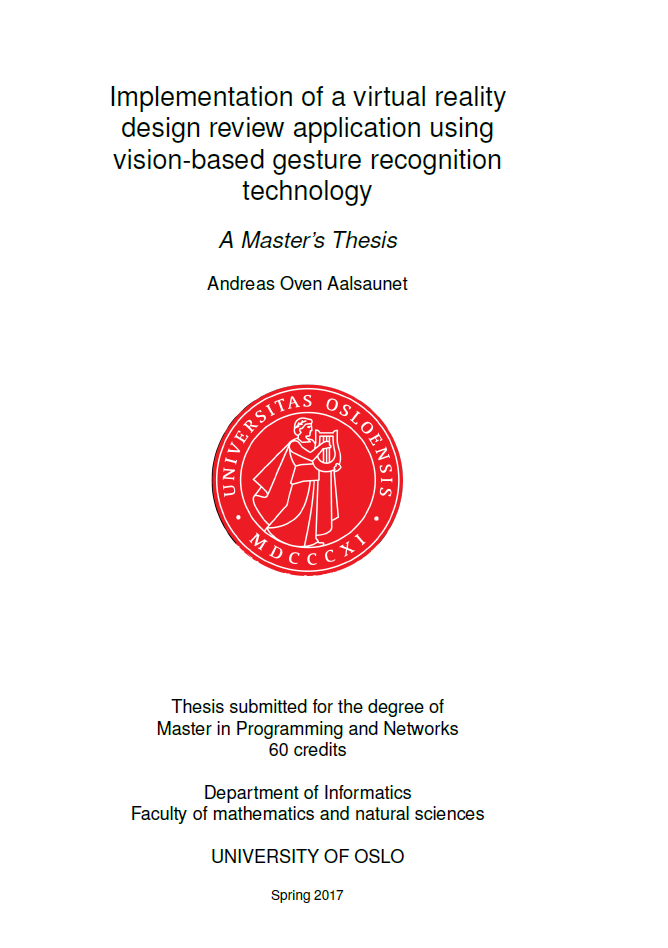 Implementation of a virtual reality
design review application using
vision-based gesture recognition
technology
A Master's Thesis
Andreas Oven Aalsaunet
UNIVERSITAS OSLOENSIS
MDCCCXI
Thesis submitted for the degree of
Master in Programming and Networks
60 credits
Department of Informatics
Faculty of mathematics and natural sciences
UNIVERSITY OF OSLO
Spring 2017